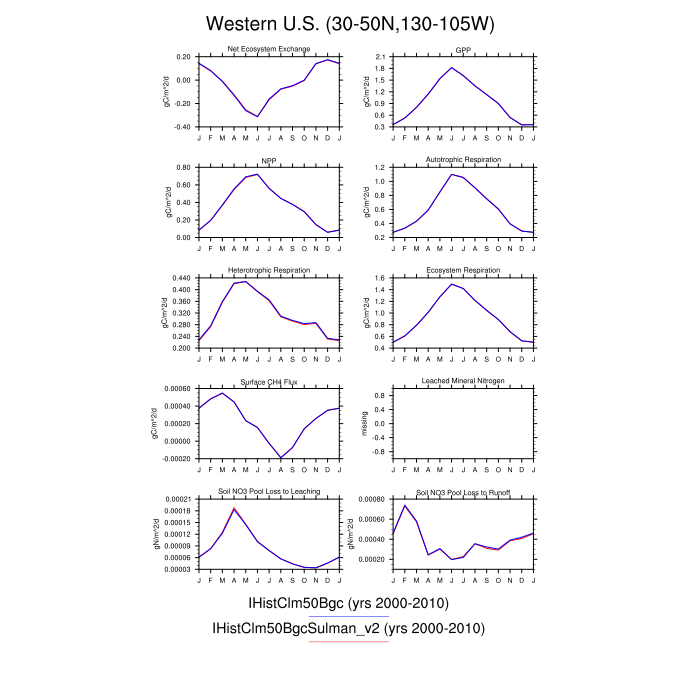 Western U.S. (30-50N,130-105W)
Net Ecosystem Exchange
gC/m^2/d
0.20
0.00
-0.20
-0.40
J F M A M J J A S O N D J
GPP
gC/m^2/d
2.1
1.8
1.5
1.2
0.9
0.6
0.3
J F M A M J J A S O N D J
NPP
gC/m^2/d
0.80
0.60
0.40
0.20
0.00
J F M A M J J A S O N D J
Autotrophic Respiration
gC/m^2/d
1.2
1.0
0.8
0.6
0.4
0.2
J F M A M J J A S O N D J
Heterotrophic Respiration
gC/m^2/d
0.440
0.400
0.360
0.320
0.280
0.240
0.200
J F M A M J J A S O N D J
Ecosystem Respiration
gC/m^2/d
1.6
1.4
1.2
1.0
0.8
0.6
0.4
J F M A M J J A S O N D J
Surface CH4 Flux
gC/m^2/d
0.00060
0.00040
0.00020
0.00000
-0.00020
J F M A M J J A S O N D J
Leached Mineral Nitrogen
missing
0.8
0.4
0.0
-0.4
-0.8
J F M A M J J A S O N D J
Soil NO3 Pool Loss to Leaching
gN/m^2/d
0.00021
0.00018
0.00015
0.00012
0.00009
0.00006
0.00003
J F M A M J J A S O N D J
Soil NO3 Pool Loss to Runoff
gN/m^2/d
0.00080
0.00060
0.00040
0.00020
J F M A M J J A S O N D J
IHistClm50Bgc (yrs 2000-2010)
IHistClm50BgcSulman_v2 (yrs 2000-2010)